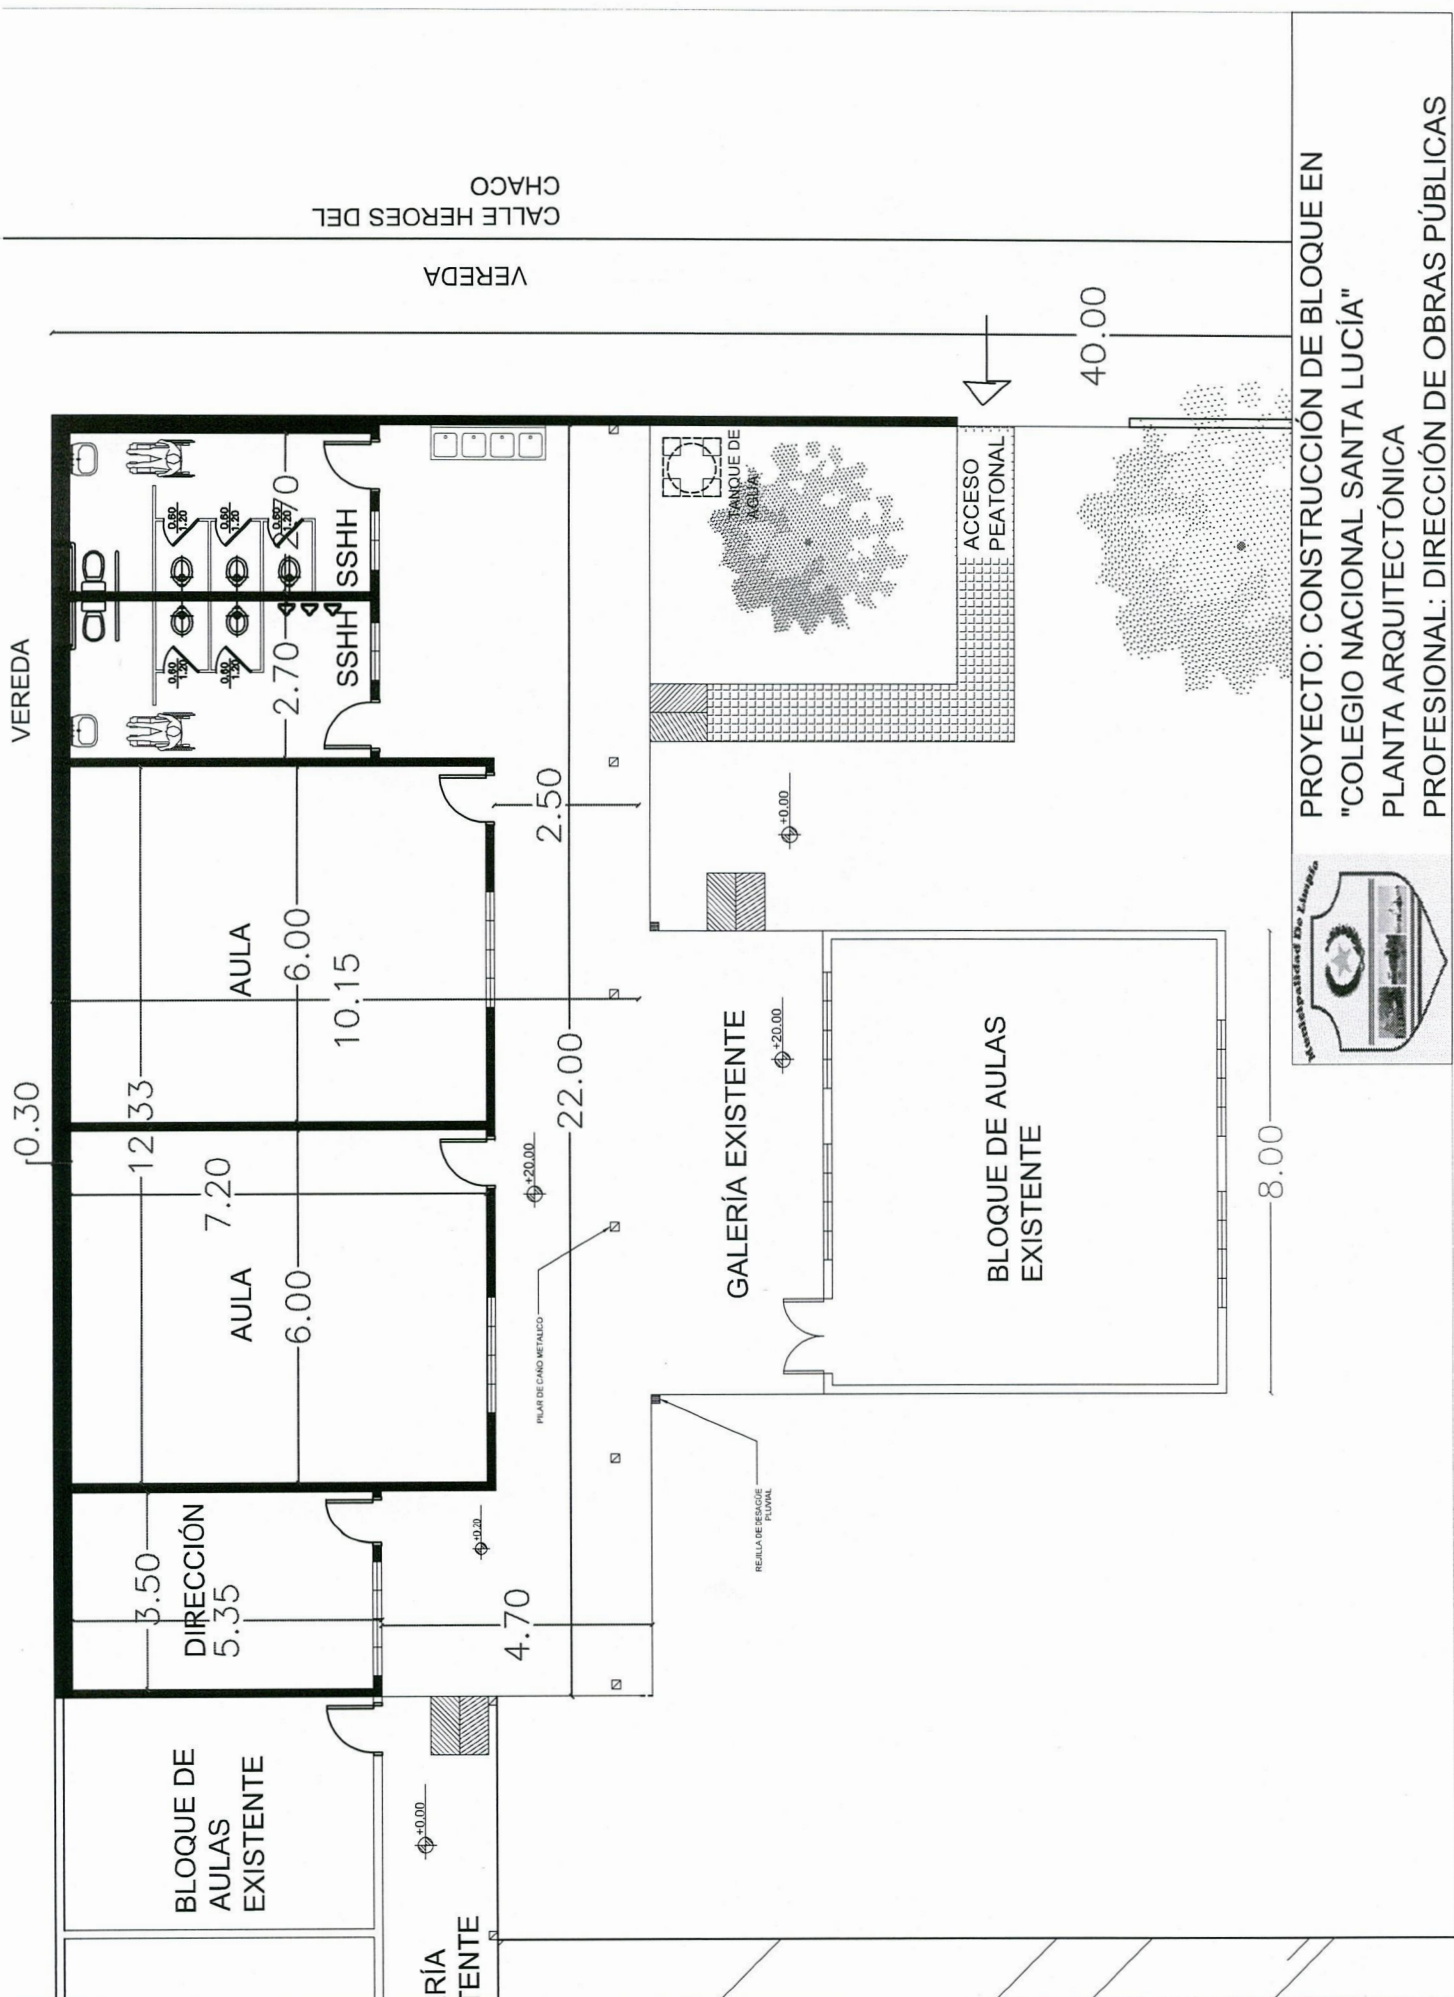 VEREDA
CALLE HEROES DEL
CHACO
VEREDA
40.00
0.30
12.33
7.20
AULA
6.00
AULA
6.00
10.15
2.70
2.70
SSHH
SSHH
0.60
1.20
0.60
1.20
0.60
1.20
0.60
1.20
0.60
1.20
3.50
DIRECCIÓN
5.35
4.70
+0.20
BLOQUE DE
AULAS
EXISTENTE
+0.00
RÍA
TENTE
2.50
22.00
+20.00
PILAR DE CAÑO METALICO
REJILLA DE DESAGÜE
PLUVIAL
TANQUE DE
AGUA
ACCESO
PEATONAL
+0.00
GALERÍA EXISTENTE
+20.00
BLOQUE DE AULAS
EXISTENTE
8.00
Municipalidad De Limpio
PROYECTO: CONSTRUCCIÓN DE BLOQUE EN
"COLEGIO NACIONAL SANTA LUCÍA"
PLANTA ARQUITECTÓNICA
PROFESIONAL: DIRECCIÓN DE OBRAS PÚBLICAS